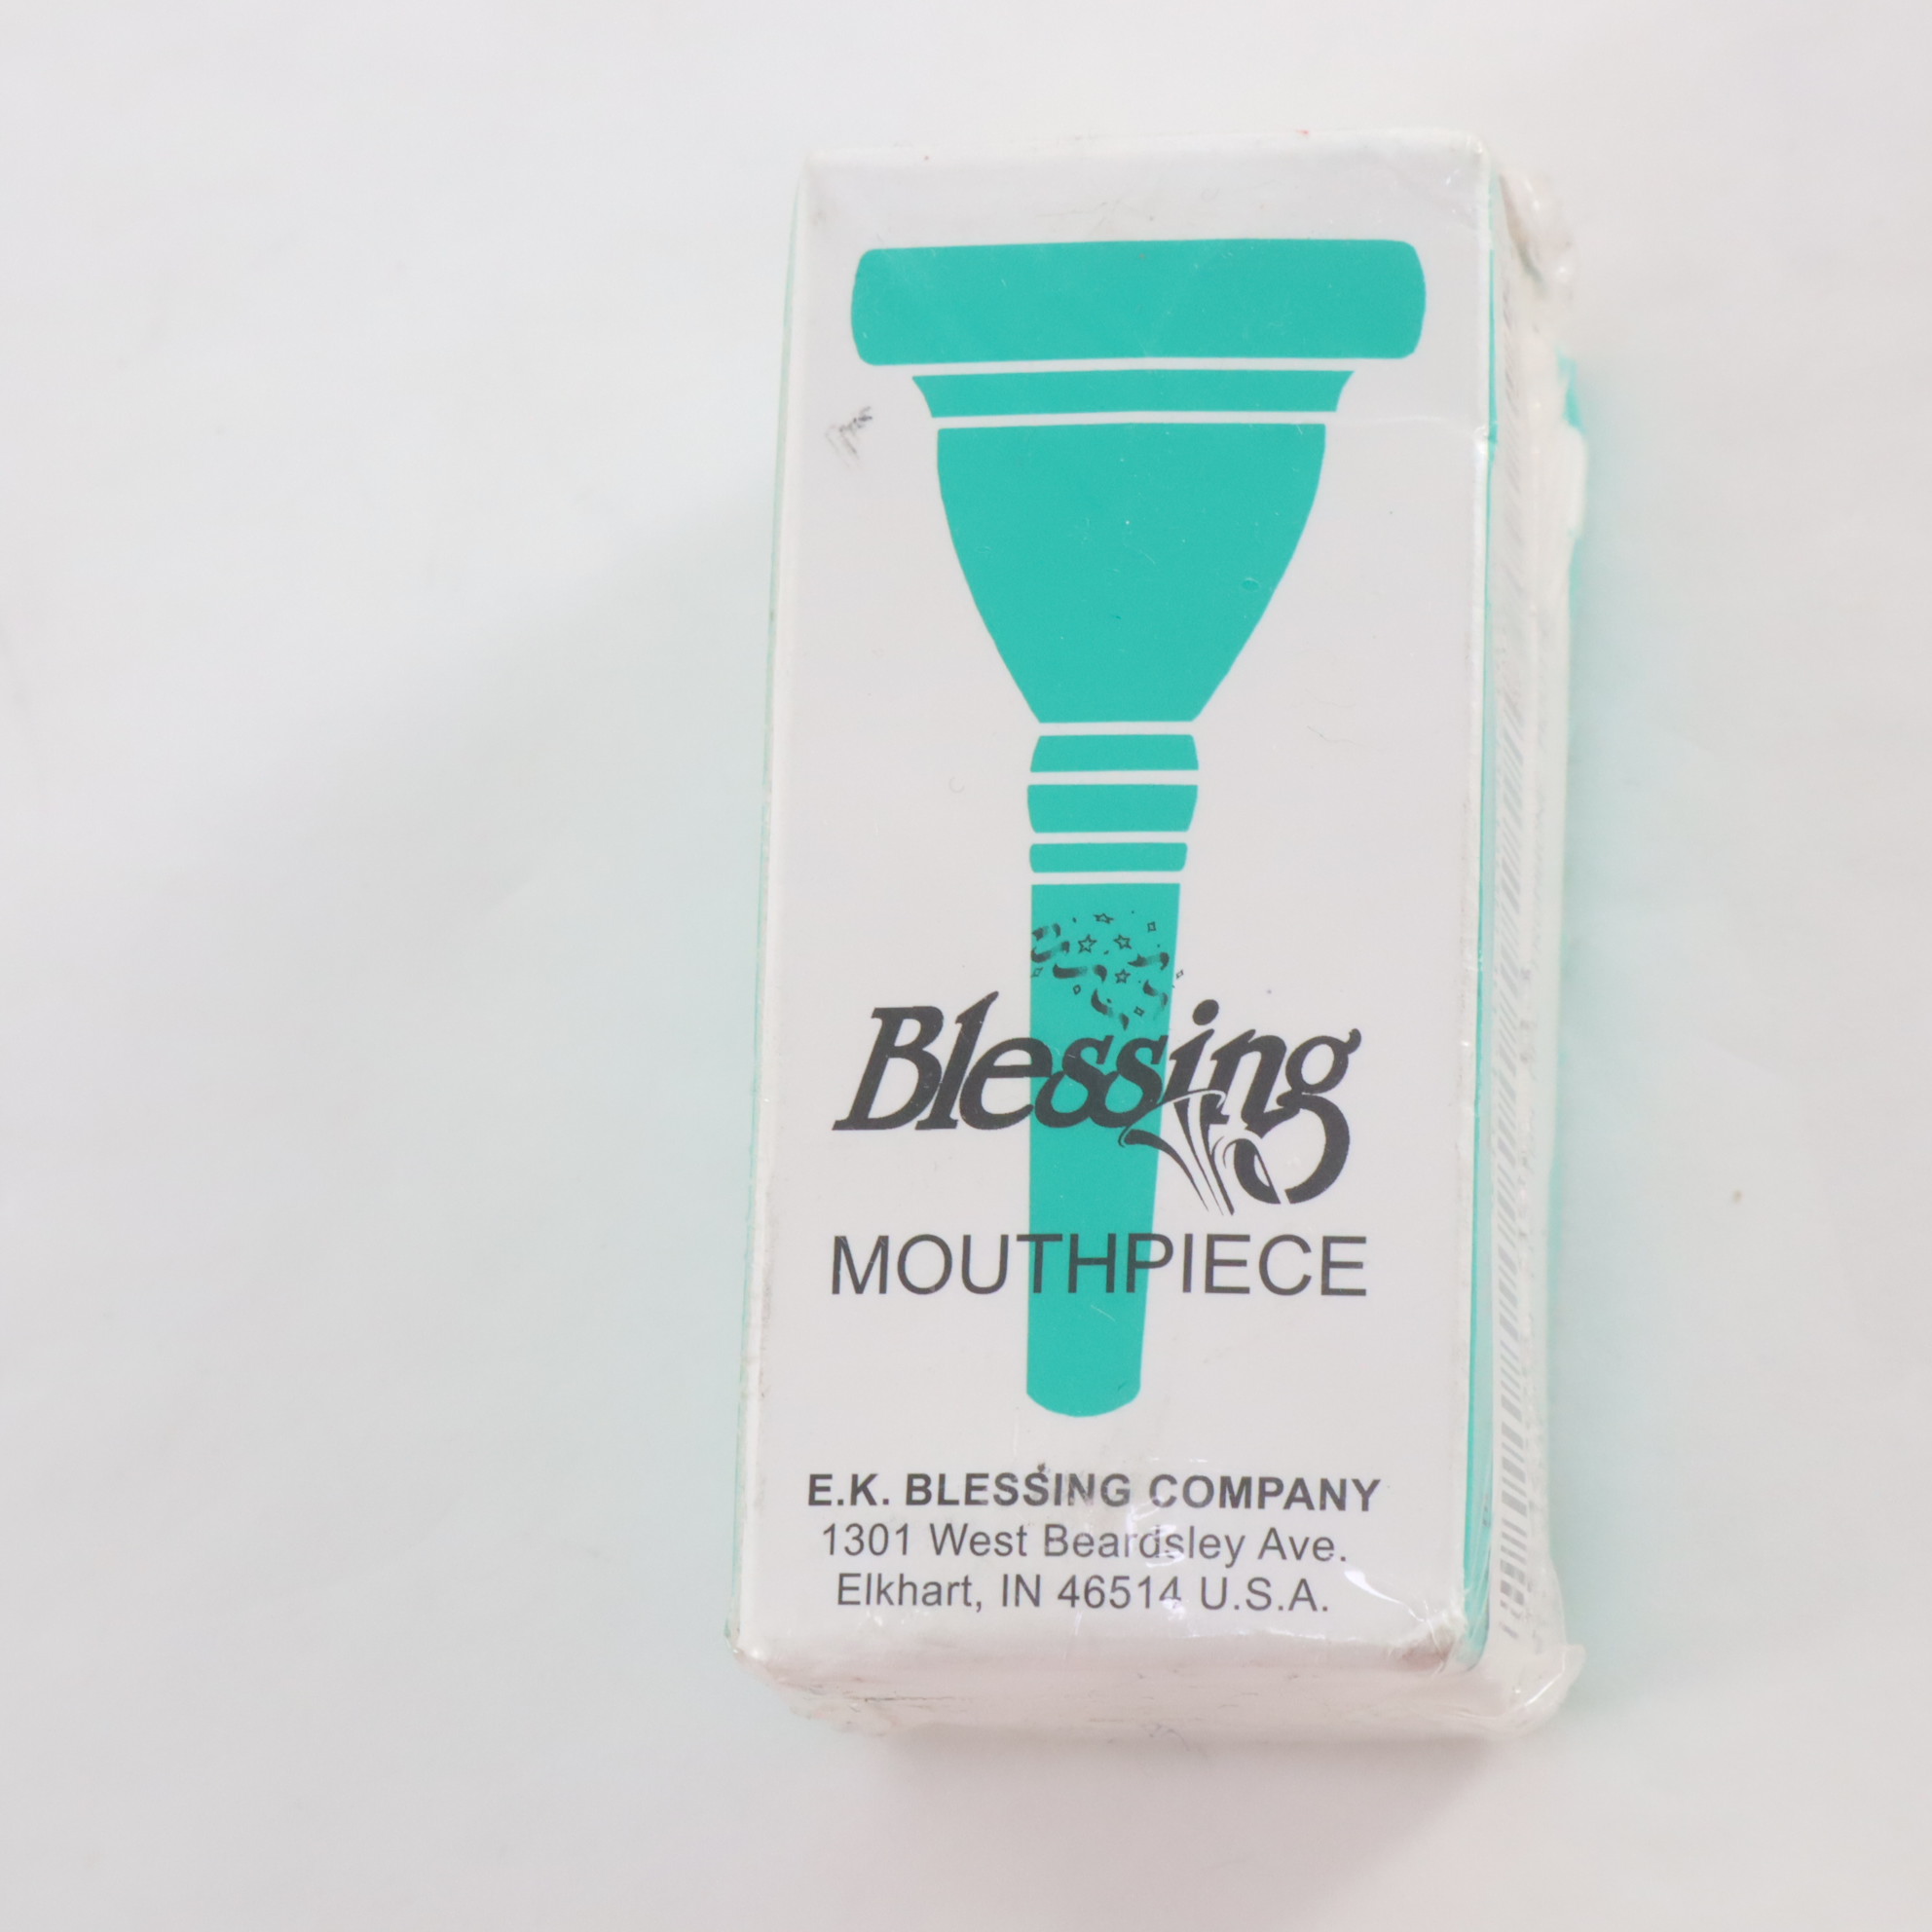 Blessing
MOUTHPIECE
E.K. BLESSING COMPANY
1301 West Beardsley Ave.
Elkhart, IN 46514 U.S.A.